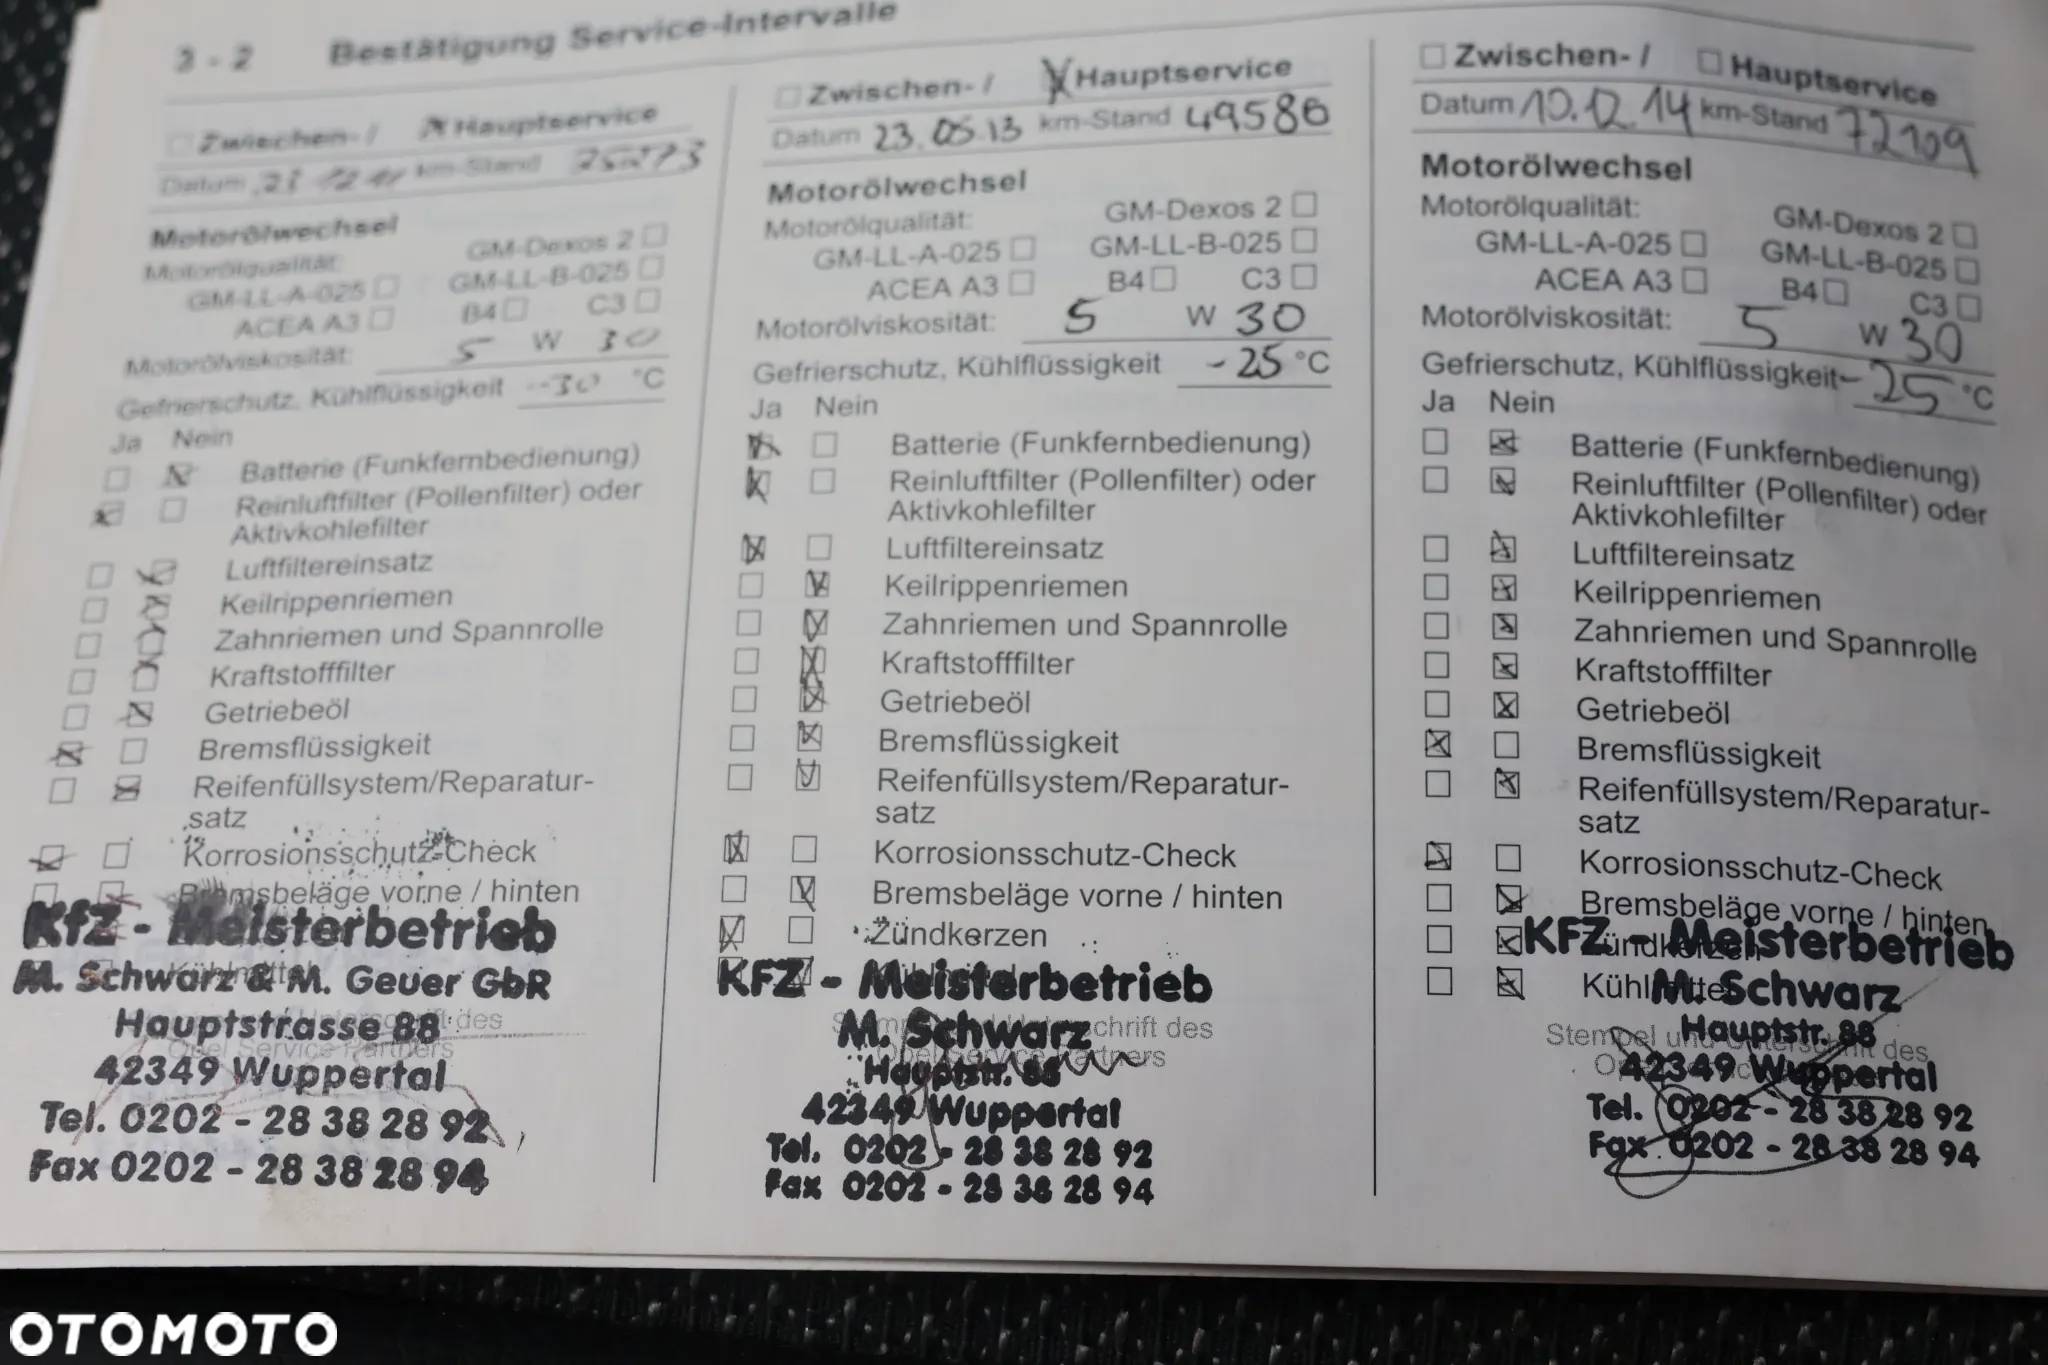 3 - 2 Bestätigung Service-Intervalle
Zwischen- / Hauptservice
Datum km-Stand 25273
Motorölwechsel
Motorölqualität: GM-Dexos 2
GM-LL-A-025 GM-LL-B-025
ACEA A3 B4 C3
Motorölviskosität: 5 W 30
Gefrierschutz, Kühlflüssigkeit -30 °C
Ja Nein
Batterie (Funkfernbedienung)
Reinluftfilter (Pollenfilter) oder
Aktivkohlefilter
Luftfiltereinsatz
Keilrippenriemen
Zahnriemen und Spannrolle
Kraftstofffilter
Getriebeöl
Bremsflüssigkeit
Reifenfüllsystem/Reparatur-
satz
Korrosionsschutz-Check
Bremsbeläge vorne / hinten
KfZ - Meisterbetrieb
M. Schwarz & M. Geuer GbR
Hauptstrasse 88
42349 Wuppertal
Tel. 0202 - 28 38 28 92
Fax 0202 - 28 38 28 94
Zwischen- / Hauptservice
Datum 23.05.13 km-Stand 49586
Motorölwechsel
Motorölqualität: GM-Dexos 2
GM-LL-A-025 GM-LL-B-025
ACEA A3 B4 C3
Motorölviskosität: 5 W 30
Gefrierschutz, Kühlflüssigkeit -25 °C
Ja Nein
Batterie (Funkfernbedienung)
Reinluftfilter (Pollenfilter) oder
Aktivkohlefilter
Luftfiltereinsatz
Keilrippenriemen
Zahnriemen und Spannrolle
Kraftstofffilter
Getriebeöl
Bremsflüssigkeit
Reifenfüllsystem/Reparatur-
satz
Korrosionsschutz-Check
Bremsbeläge vorne / hinten
Zündkerzen
KFZ - Meisterbetrieb
M. Schwarz
Hauptstr. 88
42349 Wuppertal
Tel. 0202 - 28 38 28 92
Fax 0202 - 28 38 28 94
Zwischen- / Hauptservice
Datum 10.12.14 km-Stand 72109
Motorölwechsel
Motorölqualität: GM-Dexos 2
GM-LL-A-025 GM-LL-B-025
ACEA A3 B4 C3
Motorölviskosität: 5 W 30
Gefrierschutz, Kühlflüssigkeit -25 °C
Ja Nein
Batterie (Funkfernbedienung)
Reinluftfilter (Pollenfilter) oder
Aktivkohlefilter
Luftfiltereinsatz
Keilrippenriemen
Zahnriemen und Spannrolle
Kraftstofffilter
Getriebeöl
Bremsflüssigkeit
Reifenfüllsystem/Reparatur-
satz
Korrosionsschutz-Check
Bremsbeläge vorne / hinten
Zündkerzen
Kühlmittel
Stempel und Unterschrift des
KFZ - Meisterbetrieb
M. Schwarz
Hauptstr. 88
42349 Wuppertal
Tel. 0202 - 28 38 28 92
Fax 0202 - 28 38 28 94
OTOMOTO